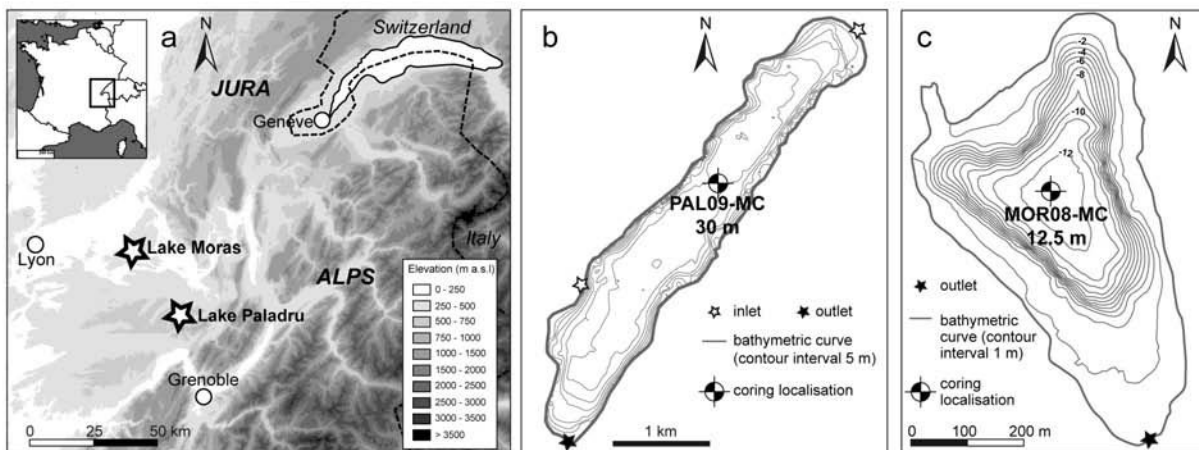 a
N
Switzerland
JURA
Genève
Lyon
Lake Moras
Italy
ALPS
Lake Paladru
Grenoble
Elevation (m a.s.l)
0 - 250
250 - 500
500 - 750
750 - 1000
1000 - 1500
1500 - 2000
2000 - 2500
2500 - 3000
3000 - 3500
> 3500
0 25 50 km
b
N
PAL09-MC
30 m
inlet
outlet
bathymetric curve
(contour interval 5 m)
coring localisation
1 km
c
N
-2
-4
-6
-8
-10
-12
MOR08-MC
12.5 m
outlet
bathymetric
curve (contour
interval 1 m)
coring
localisation
0 100 200 m